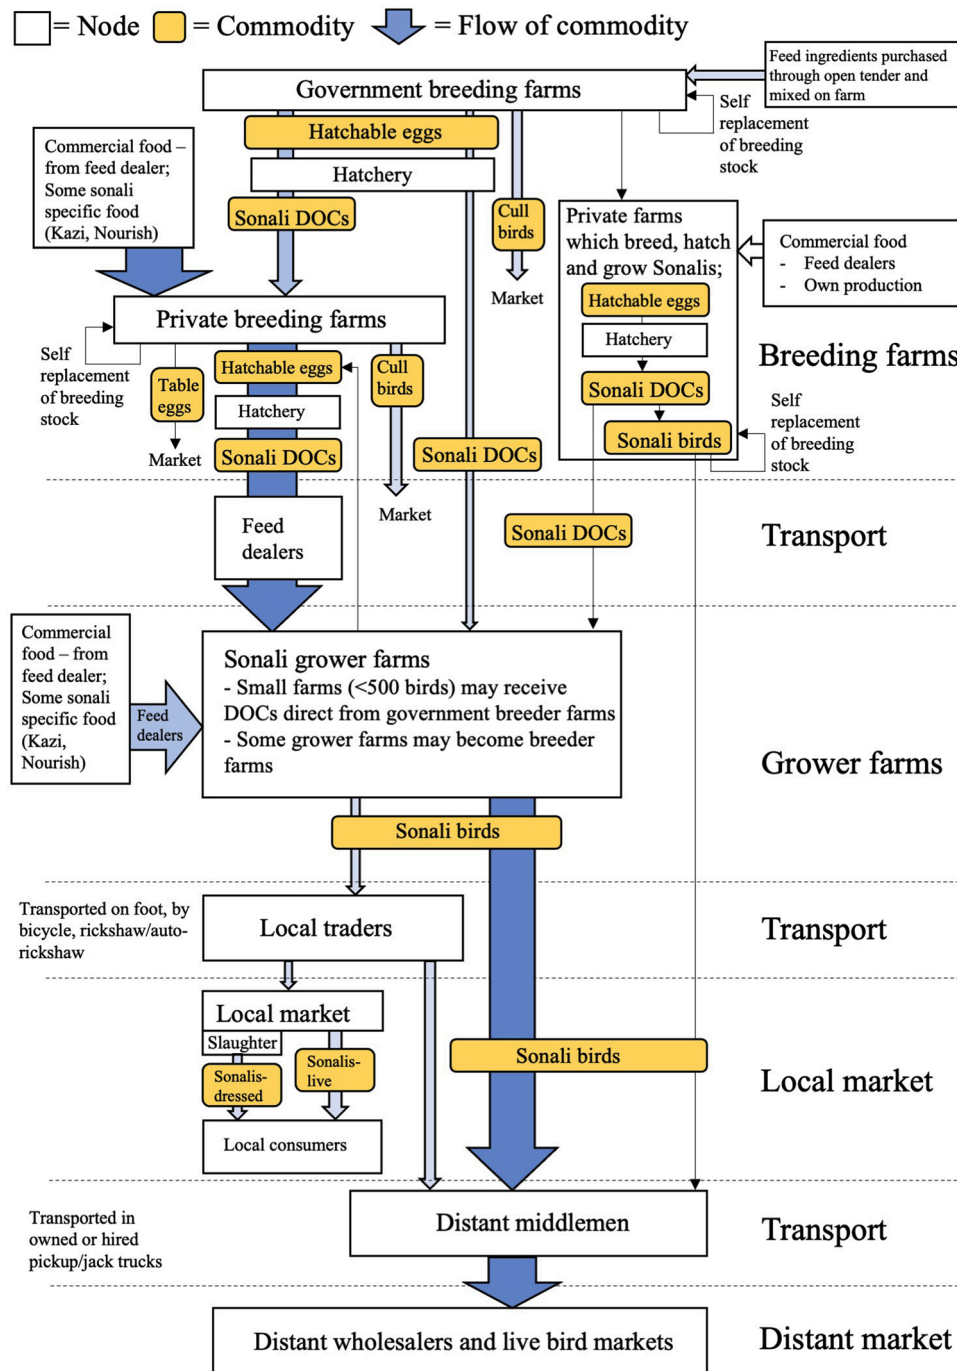 = Node
= Commodity
= Flow of commodity
Feed ingredients purchased
through open tender and
mixed on farm
Government breeding farms
Self
replacement
of breeding
stock
Hatchable eggs
Hatchery
Sonali DOCs
Cull
birds
Market
Commercial food –
from feed dealer;
Some sonali
specific food
(Kazi, Nourish)
Private farms
which breed, hatch
and grow Sonalis;
Hatchable eggs
Hatchery
Sonali DOCs
Sonali birds
Commercial food
- Feed dealers
- Own production
Breeding farms
Self
replacement
of breeding
stock
Private breeding farms
Self
replacement
of breeding
stock
Table
eggs
Market
Hatchable eggs
Hatchery
Sonali DOCs
Cull
birds
Market
Sonali DOCs
Feed
dealers
Sonali DOCs
Transport
Commercial
food – from
feed dealer;
Some sonali
specific food
(Kazi,
Nourish)
Feed
dealers
Sonali grower farms
- Small farms (<500 birds) may receive
DOCs direct from government breeder farms
- Some grower farms may become breeder
farms
Grower farms
Sonali birds
Transported on foot, by
bicycle, rickshaw/auto-
rickshaw
Local traders
Transport
Local market
Slaughter
Sonalis-
dressed
Sonalis-
live
Local consumers
Sonali birds
Local market
Transported in
owned or hired
pickup/jack trucks
Distant middlemen
Transport
Distant wholesalers and live bird markets
Distant market